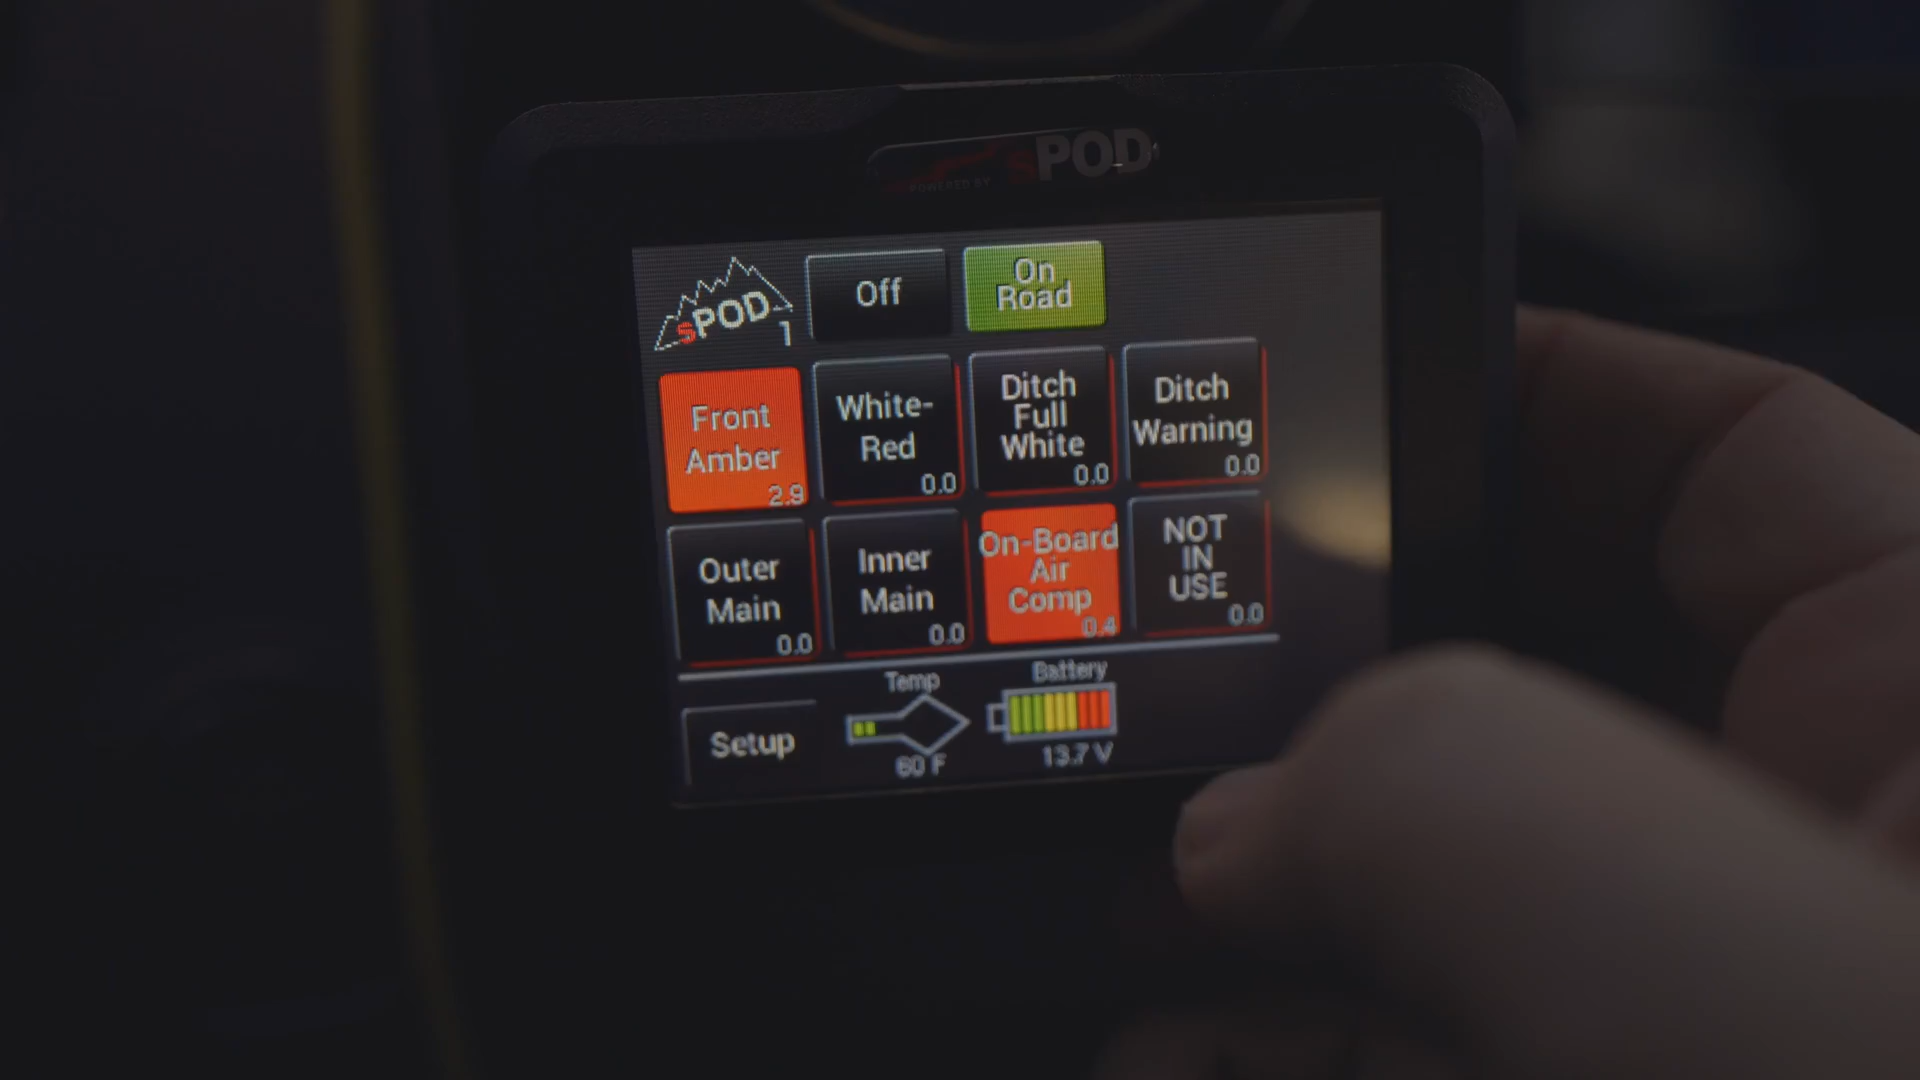 POWERED BY sPOD
sPOD
1
Off
On
Road
Front
Amber
2.9
White-
Red
0.0
Ditch
Full
White
0.0
Ditch
Warning
0.0
Outer
Main
0.0
Inner
Main
0.0
On-Board
Air
Comp
0.4
NOT
IN
USE
0.0
Setup
Temp
60 F
Battery
13.7 V